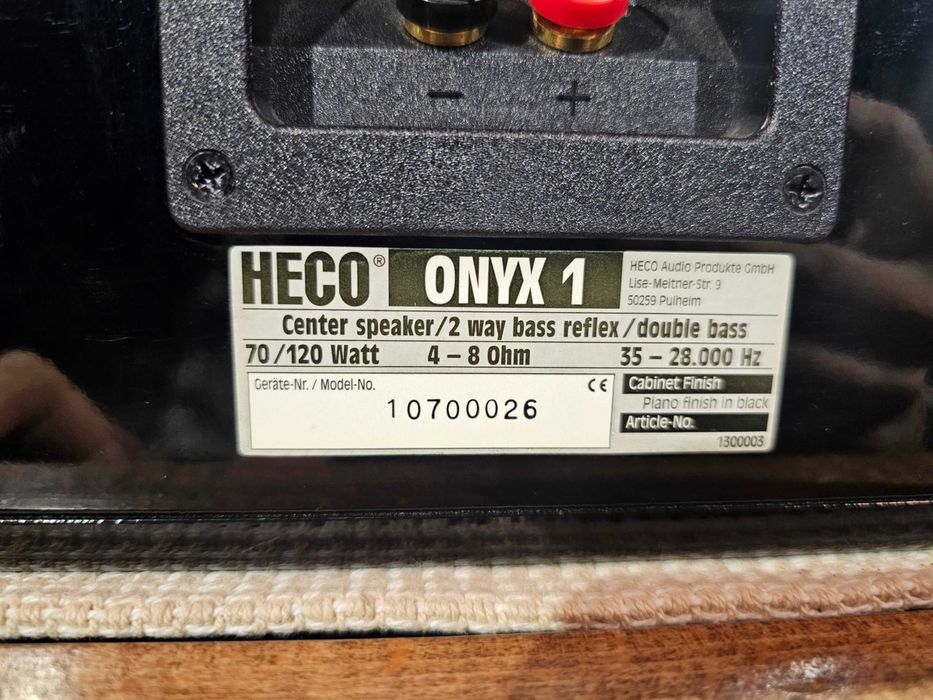 − +
HECO® ONYX 1
HECO Audio Produkte GmbH
Lise-Meitner-Str. 9
50259 Pulheim
Center speaker/2 way bass reflex/double bass
70/120 Watt 4 – 8 Ohm 35 – 28.000 Hz
Geräte-Nr. / Model-No. CE
10700026
Cabinet Finish
Piano finish in black
Article-No.
1300003